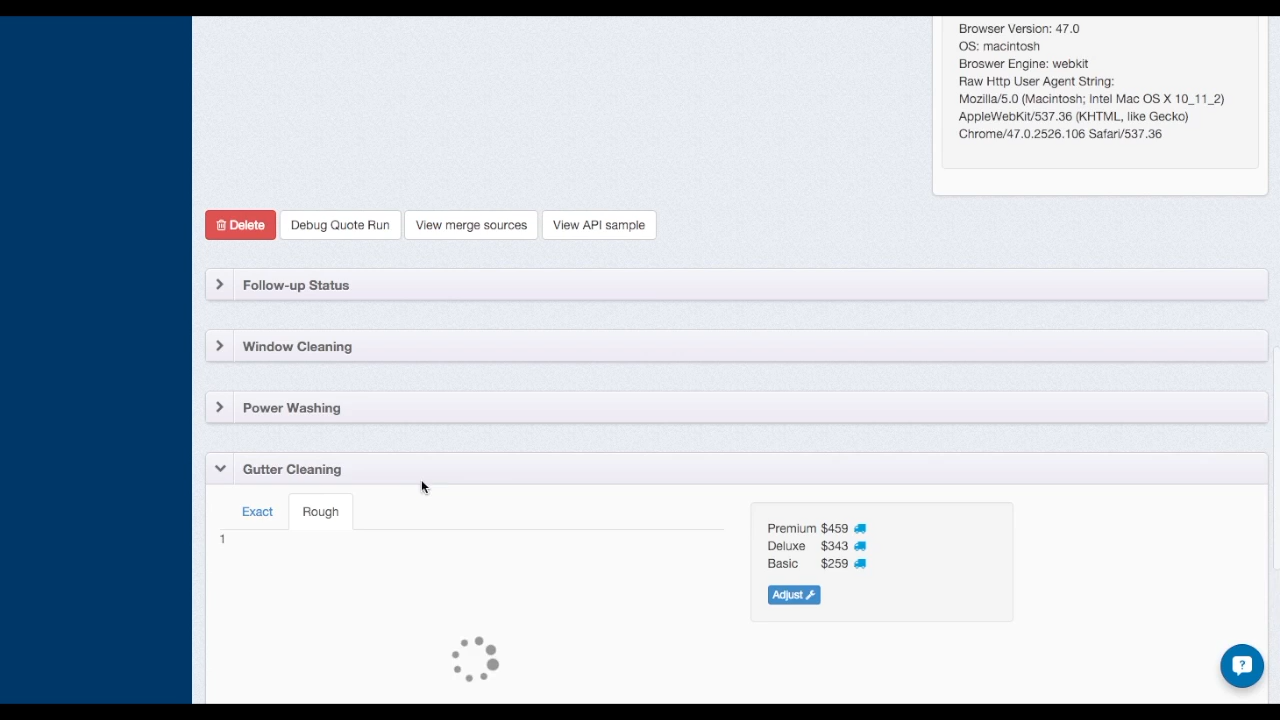 Browser Version: 47.0
OS: macintosh
Broswer Engine: webkit
Raw Http User Agent String:
Mozilla/5.0 (Macintosh; Intel Mac OS X 10_11_2)
AppleWebKit/537.36 (KHTML, like Gecko)
Chrome/47.0.2526.106 Safari/537.36
Delete
Debug Quote Run
View merge sources
View API sample
Follow-up Status
Window Cleaning
Power Washing
Gutter Cleaning
Exact
Rough
1
Premium $459
Deluxe $343
Basic $259
Adjust